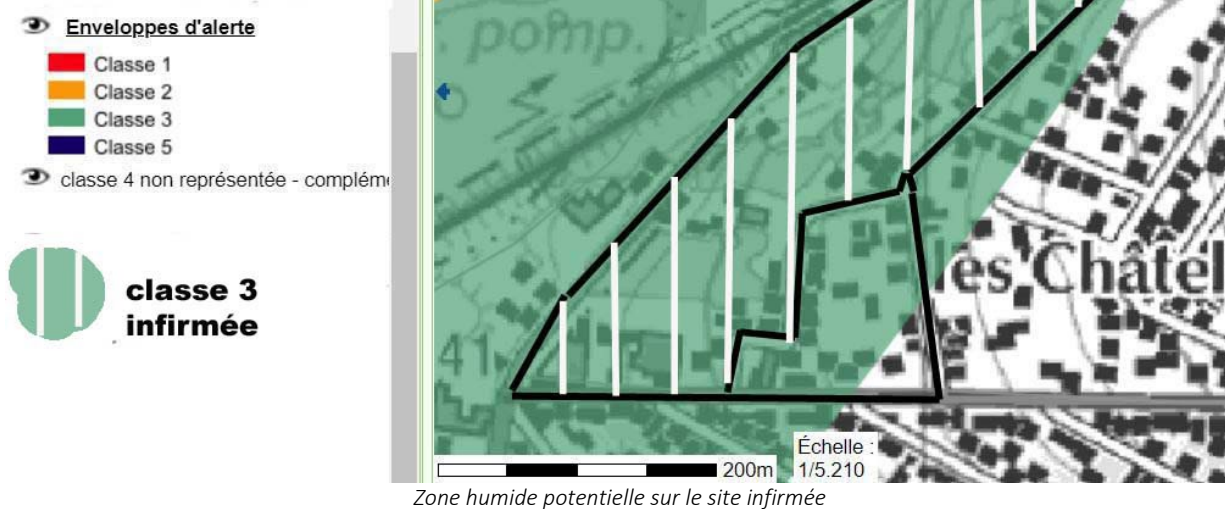 Enveloppes d'alerte
Classe 1
Classe 2
Classe 3
Classe 5
classe 4 non représentée - complém
classe 3
infirmée
pomp.
41
les Châtel
Échelle :
200m 1/5.210
Zone humide potentielle sur le site infirmée